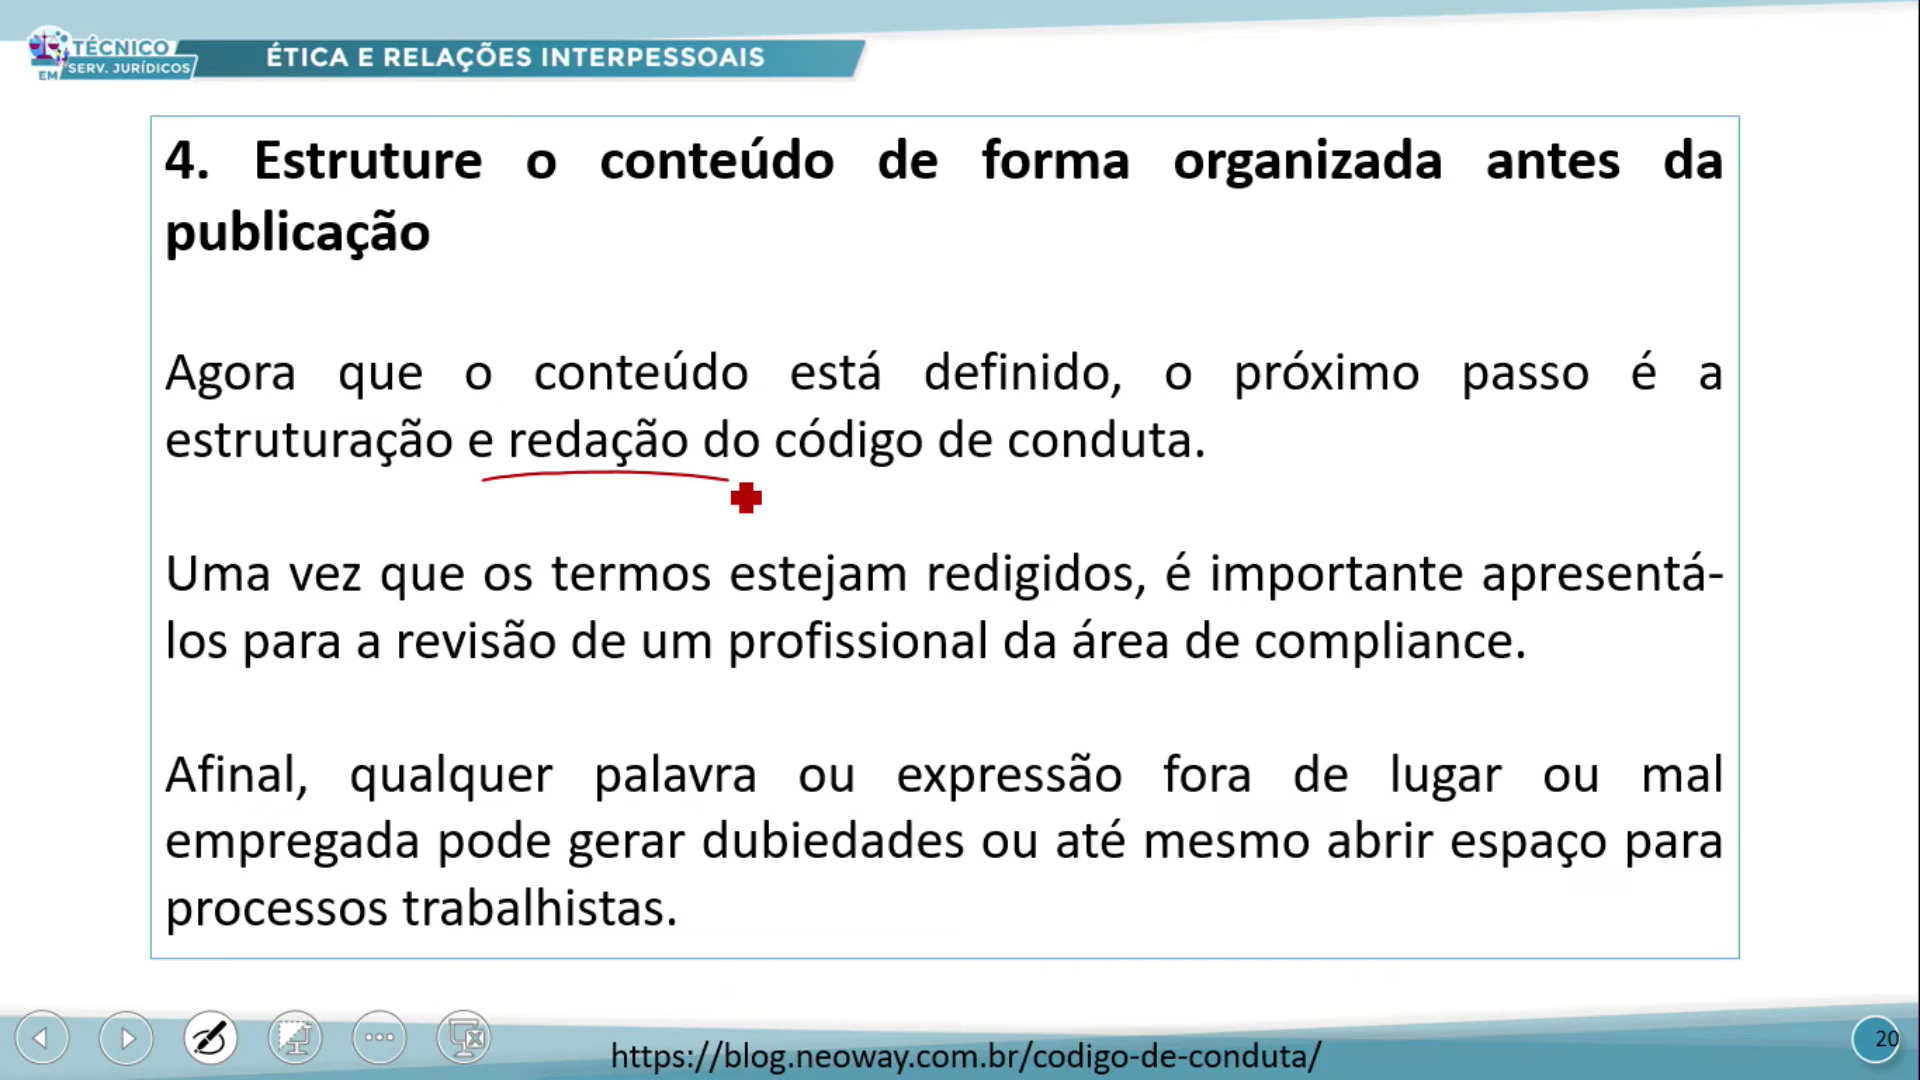 TÉCNICO
EM SERV. JURÍDICOS
ÉTICA E RELAÇÕES INTERPESSOAIS
4. Estruture o conteúdo de forma organizada antes da
publicação
Agora que o conteúdo está definido, o próximo passo é a
estruturação e redação do código de conduta.
Uma vez que os termos estejam redigidos, é importante apresentá-
los para a revisão de um profissional da área de compliance.
Afinal, qualquer palavra ou expressão fora de lugar ou mal
empregada pode gerar dubiedades ou até mesmo abrir espaço para
processos trabalhistas.
https://blog.neoway.com.br/codigo-de-conduta/
20